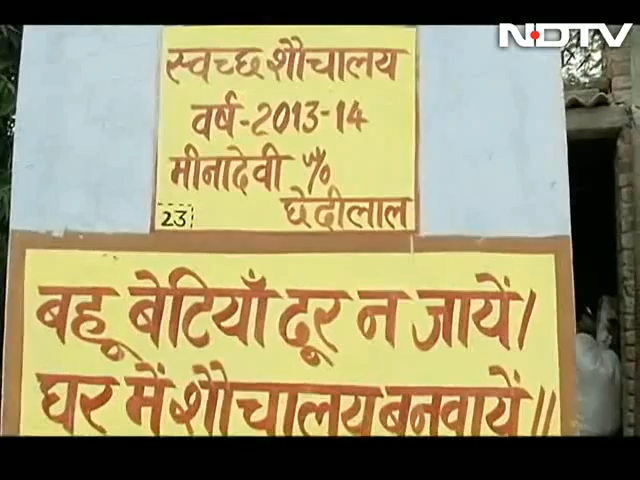 NDTV
स्वच्छ शौचालय
वर्ष-2013-14
मीनादेवी %
23 घेदीलाल
बहू बेटियाँ दूर न जायें।
घर में शौचालय बनवायें॥